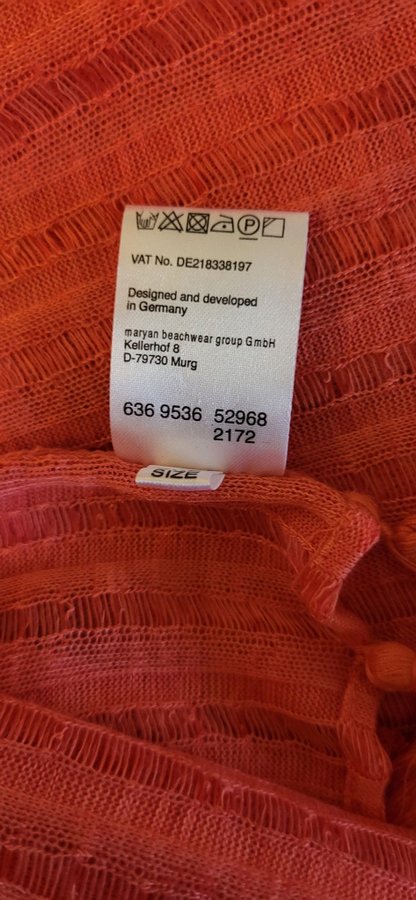 VAT No. DE218338197
Designed and developed
in Germany
maryan beachwear group GmbH
Kellerhof 8
D-79730 Murg
636 9536 52968
2172
SIZE